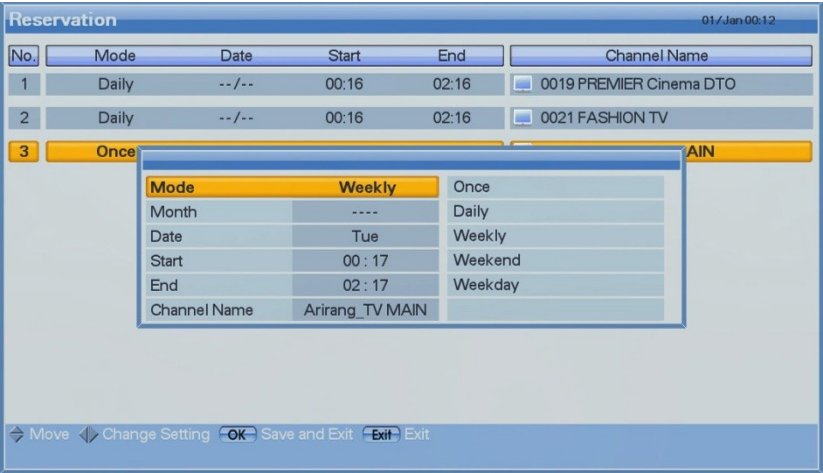 Reservation 01/Jan 00:12
No. Mode Date Start End Channel Name
1 Daily --/-- 00:16 02:16 0019 PREMIER Cinema DTO
2 Daily --/-- 00:16 02:16 0021 FASHION TV
3 Once AIN
Mode Weekly Once
Month ---- Daily
Date Tue Weekly
Start 00 : 17 Weekend
End 02 : 17 Weekday
Channel Name Arirang_TV MAIN
Move Change Setting OK Save and Exit Exit Exit